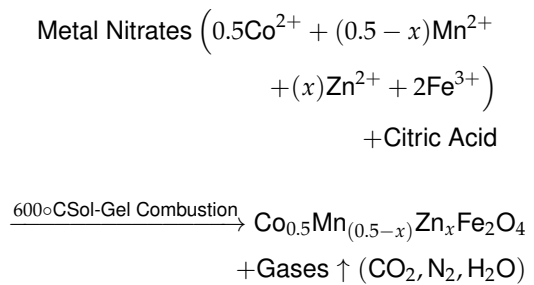 Metal Nitrates (0.5Co²⁺ + (0.5 − x)Mn²⁺
+(x)Zn²⁺ + 2Fe³⁺)
+Citric Acid
600∘CSol-Gel Combustion
⟶ Co₀.₅Mn₍₀.₅₋ₓ₎ZnₓFe₂O₄
+Gases ↑ (CO₂, N₂, H₂O)